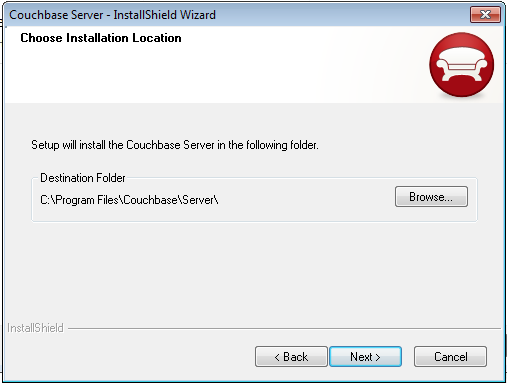 Couchbase Server - InstallShield Wizard
Choose Installation Location
Setup will install the Couchbase Server in the following folder.
Destination Folder
C:\Program Files\Couchbase\Server\
Browse...
InstallShield
< Back
Next >
Cancel